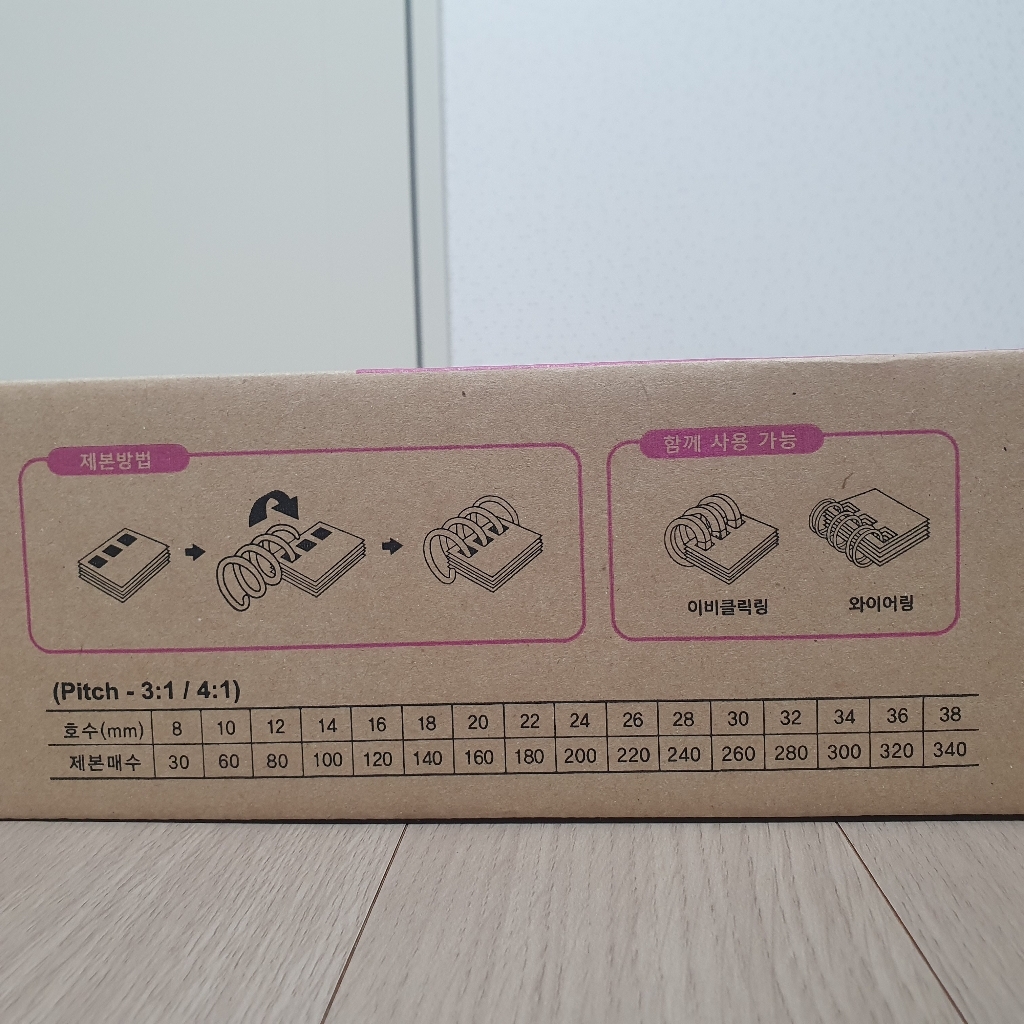 제본방법
함께 사용 가능
이비클릭링
와이어링
(Pitch - 3:1 / 4:1)
호수(mm) 8 10 12 14 16 18 20 22 24 26 28 30 32 34 36 38
제본매수 30 60 80 100 120 140 160 180 200 220 240 260 280 300 320 340